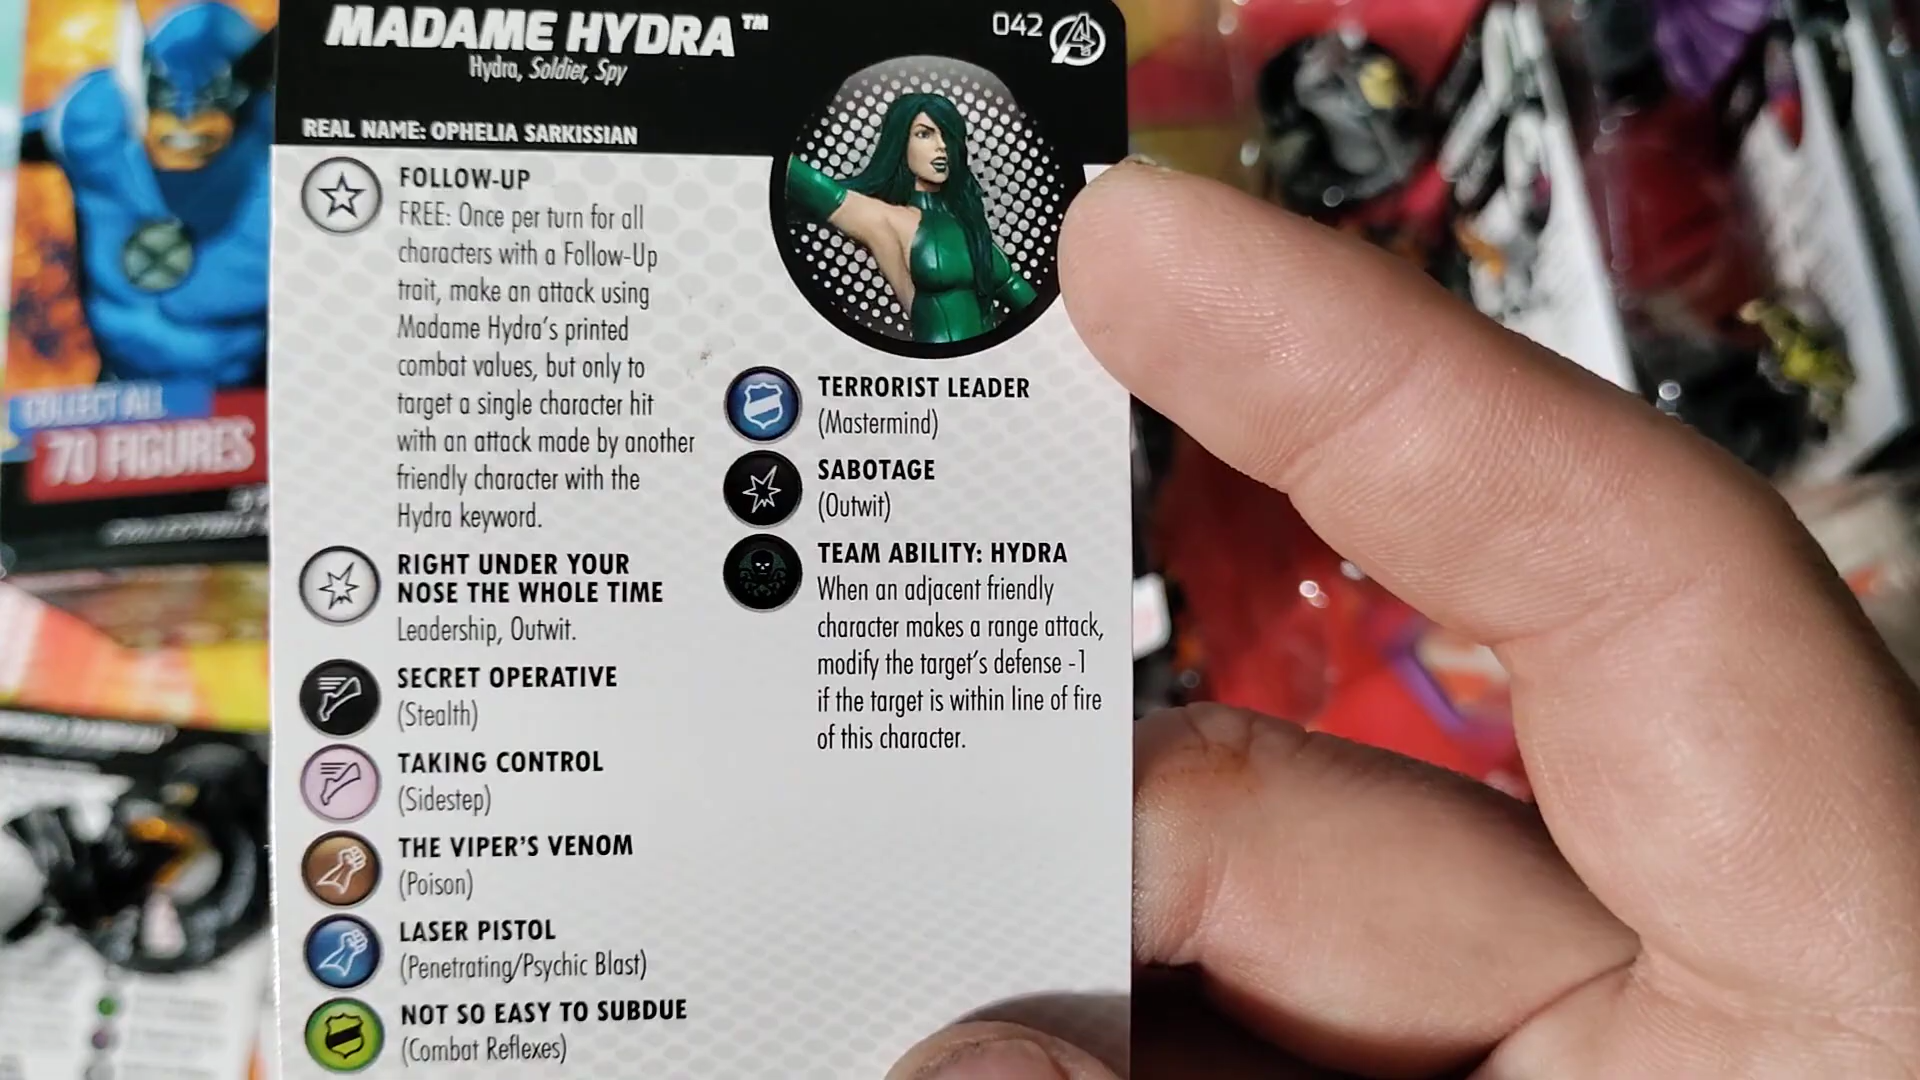 MADAME HYDRA™
042
Hydra, Soldier, Spy
REAL NAME: OPHELIA SARKISSIAN
FOLLOW-UP
FREE: Once per turn for all
characters with a Follow-Up
trait, make an attack using
Madame Hydra's printed
combat values, but only to
target a single character hit
with an attack made by another
friendly character with the
Hydra keyword.
RIGHT UNDER YOUR
NOSE THE WHOLE TIME
Leadership, Outwit.
SECRET OPERATIVE
(Stealth)
TAKING CONTROL
(Sidestep)
THE VIPER'S VENOM
(Poison)
LASER PISTOL
(Penetrating/Psychic Blast)
NOT SO EASY TO SUBDUE
(Combat Reflexes)
TERRORIST LEADER
(Mastermind)
SABOTAGE
(Outwit)
TEAM ABILITY: HYDRA
When an adjacent friendly
character makes a range attack,
modify the target's defense -1
if the target is within line of fire
of this character.
COLLECT ALL
70 FIGURES